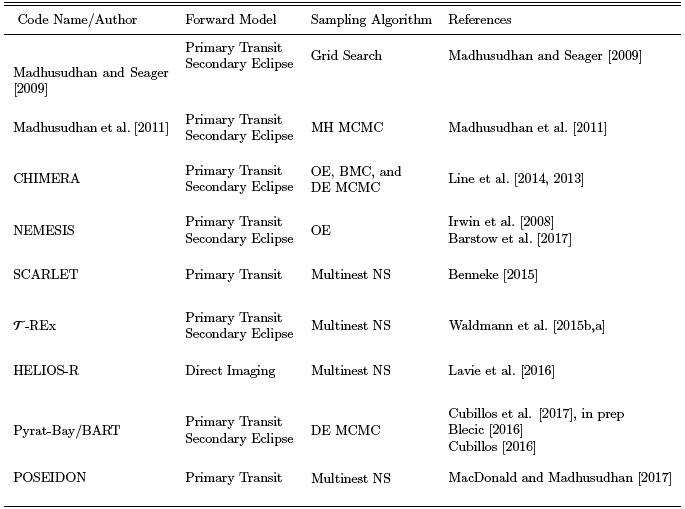 Code Name/Author Forward Model Sampling Algorithm References
Primary Transit
Secondary Eclipse
Grid Search
Madhusudhan and Seager [2009]
Madhusudhan and Seager
[2009]
Madhusudhan et al. [2011]
Primary Transit
Secondary Eclipse
MH MCMC
Madhusudhan et al. [2011]
CHIMERA
Primary Transit
Secondary Eclipse
OE, BMC, and
DE MCMC
Line et al. [2014, 2013]
NEMESIS
Primary Transit
Secondary Eclipse
OE
Irwin et al. [2008]
Barstow et al. [2017]
SCARLET Primary Transit Multinest NS Benneke [2015]
𝒯-REx
Primary Transit
Secondary Eclipse
Multinest NS
Waldmann et al. [2015b,a]
HELIOS-R Direct Imaging Multinest NS Lavie et al. [2016]
Pyrat-Bay/BART
Primary Transit
Secondary Eclipse
DE MCMC
Cubillos et al. [2017], in prep
Blecic [2016]
Cubillos [2016]
POSEIDON Primary Transit Multinest NS MacDonald and Madhusudhan [2017]